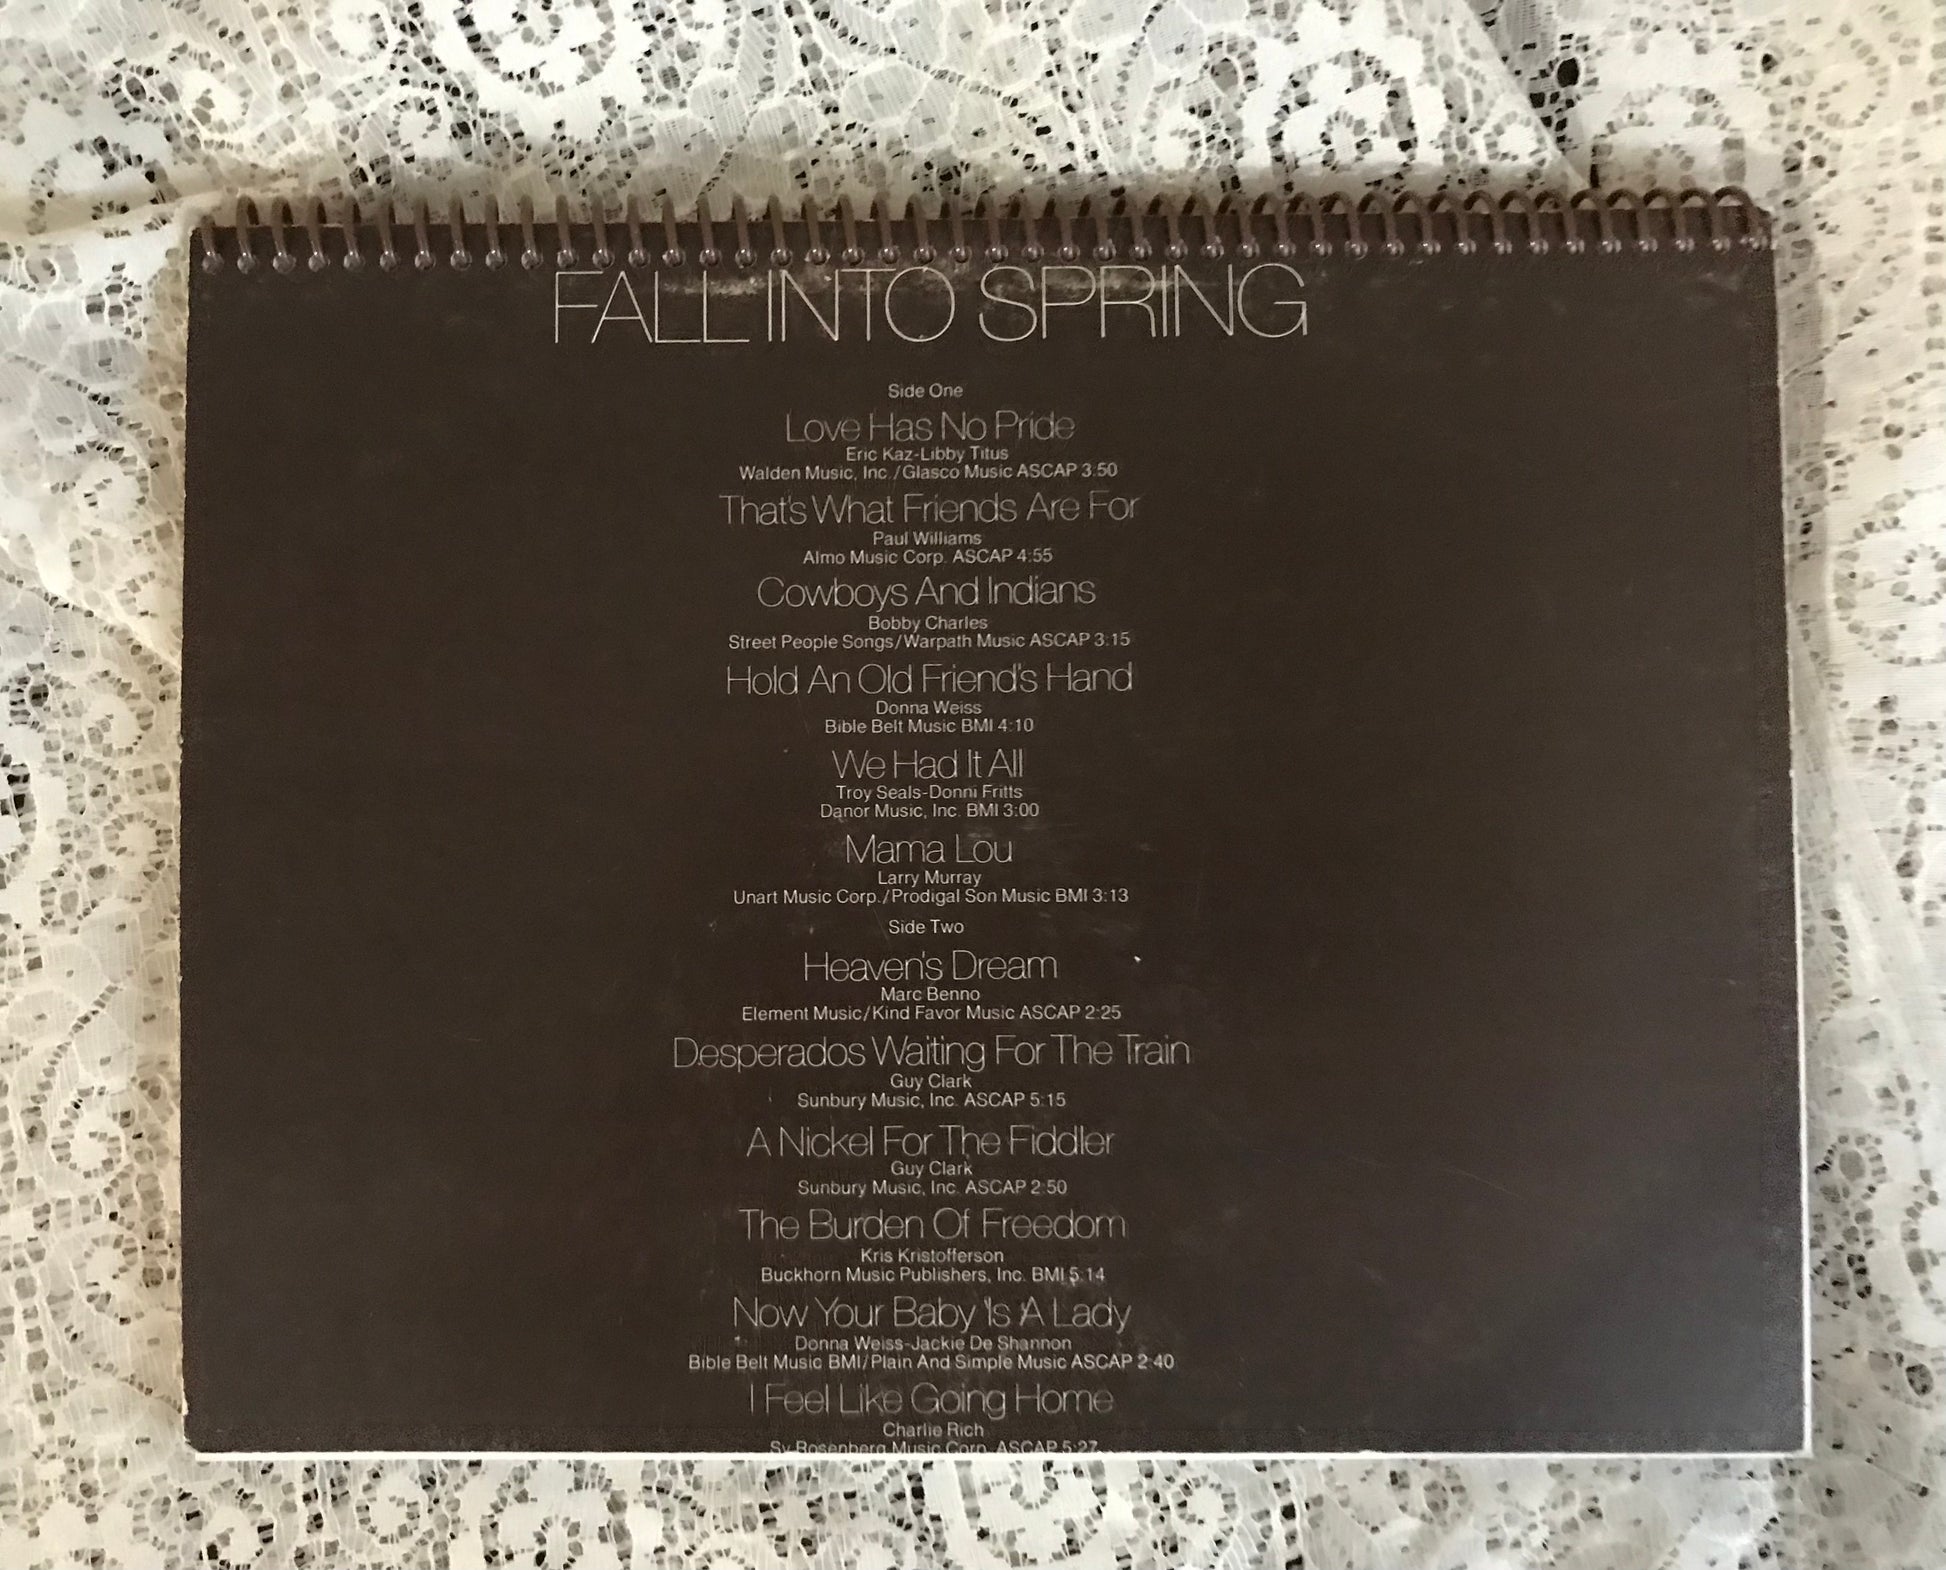 FALL INTO SPRING
Side One
Love Has No Pride
Eric Kaz-Libby Titus
Walden Music, Inc./Glasco Music ASCAP 3:50
That's What Friends Are For
Paul Williams
Almo Music Corp. ASCAP 4:55
Cowboys And Indians
Bobby Charles
Street People Songs/Warpath Music ASCAP 3:15
Hold An Old Friend's Hand
Donna Weiss
Bible Belt Music BMI 4:10
We Had It All
Troy Seals-Donni Fritts
Danor Music, Inc. BMI 3:00
Mama Lou
Larry Murray
Unart Music Corp./Prodigal Son Music BMI 3:13
Side Two
Heaven's Dream
Marc Benno
Element Music/Kind Favor Music ASCAP 2:25
Desperados Waiting For The Train
Guy Clark
Sunbury Music, Inc. ASCAP 5:15
A Nickel For The Fiddler
Guy Clark
Sunbury Music, Inc. ASCAP 2:50
The Burden Of Freedom
Kris Kristofferson
Buckhorn Music Publishers, Inc. BMI 5:14
Now Your Baby Is A Lady
Donna Weiss-Jackie De Shannon
Bible Belt Music BMI/Plain And Simple Music ASCAP 2:40
I Feel Like Going Home
Charlie Rich
Sy Rosenberg Music Corp. ASCAP 5:27